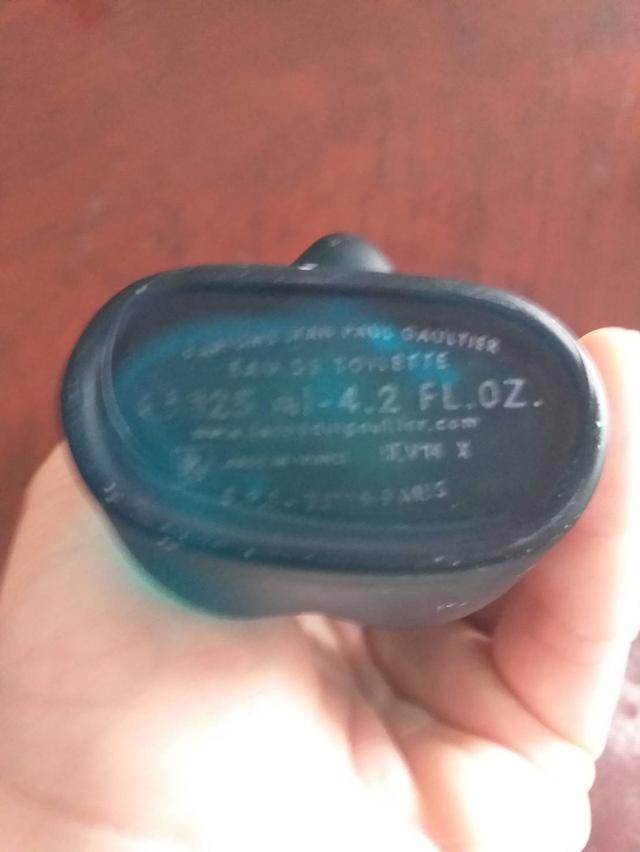 JEAN PAUL GAULTIER
EAU DE TOILETTE
125 ml-4.2 FL.OZ.
www.jeanpaulgaultier.com
MADE IN FRANCE
PARIS